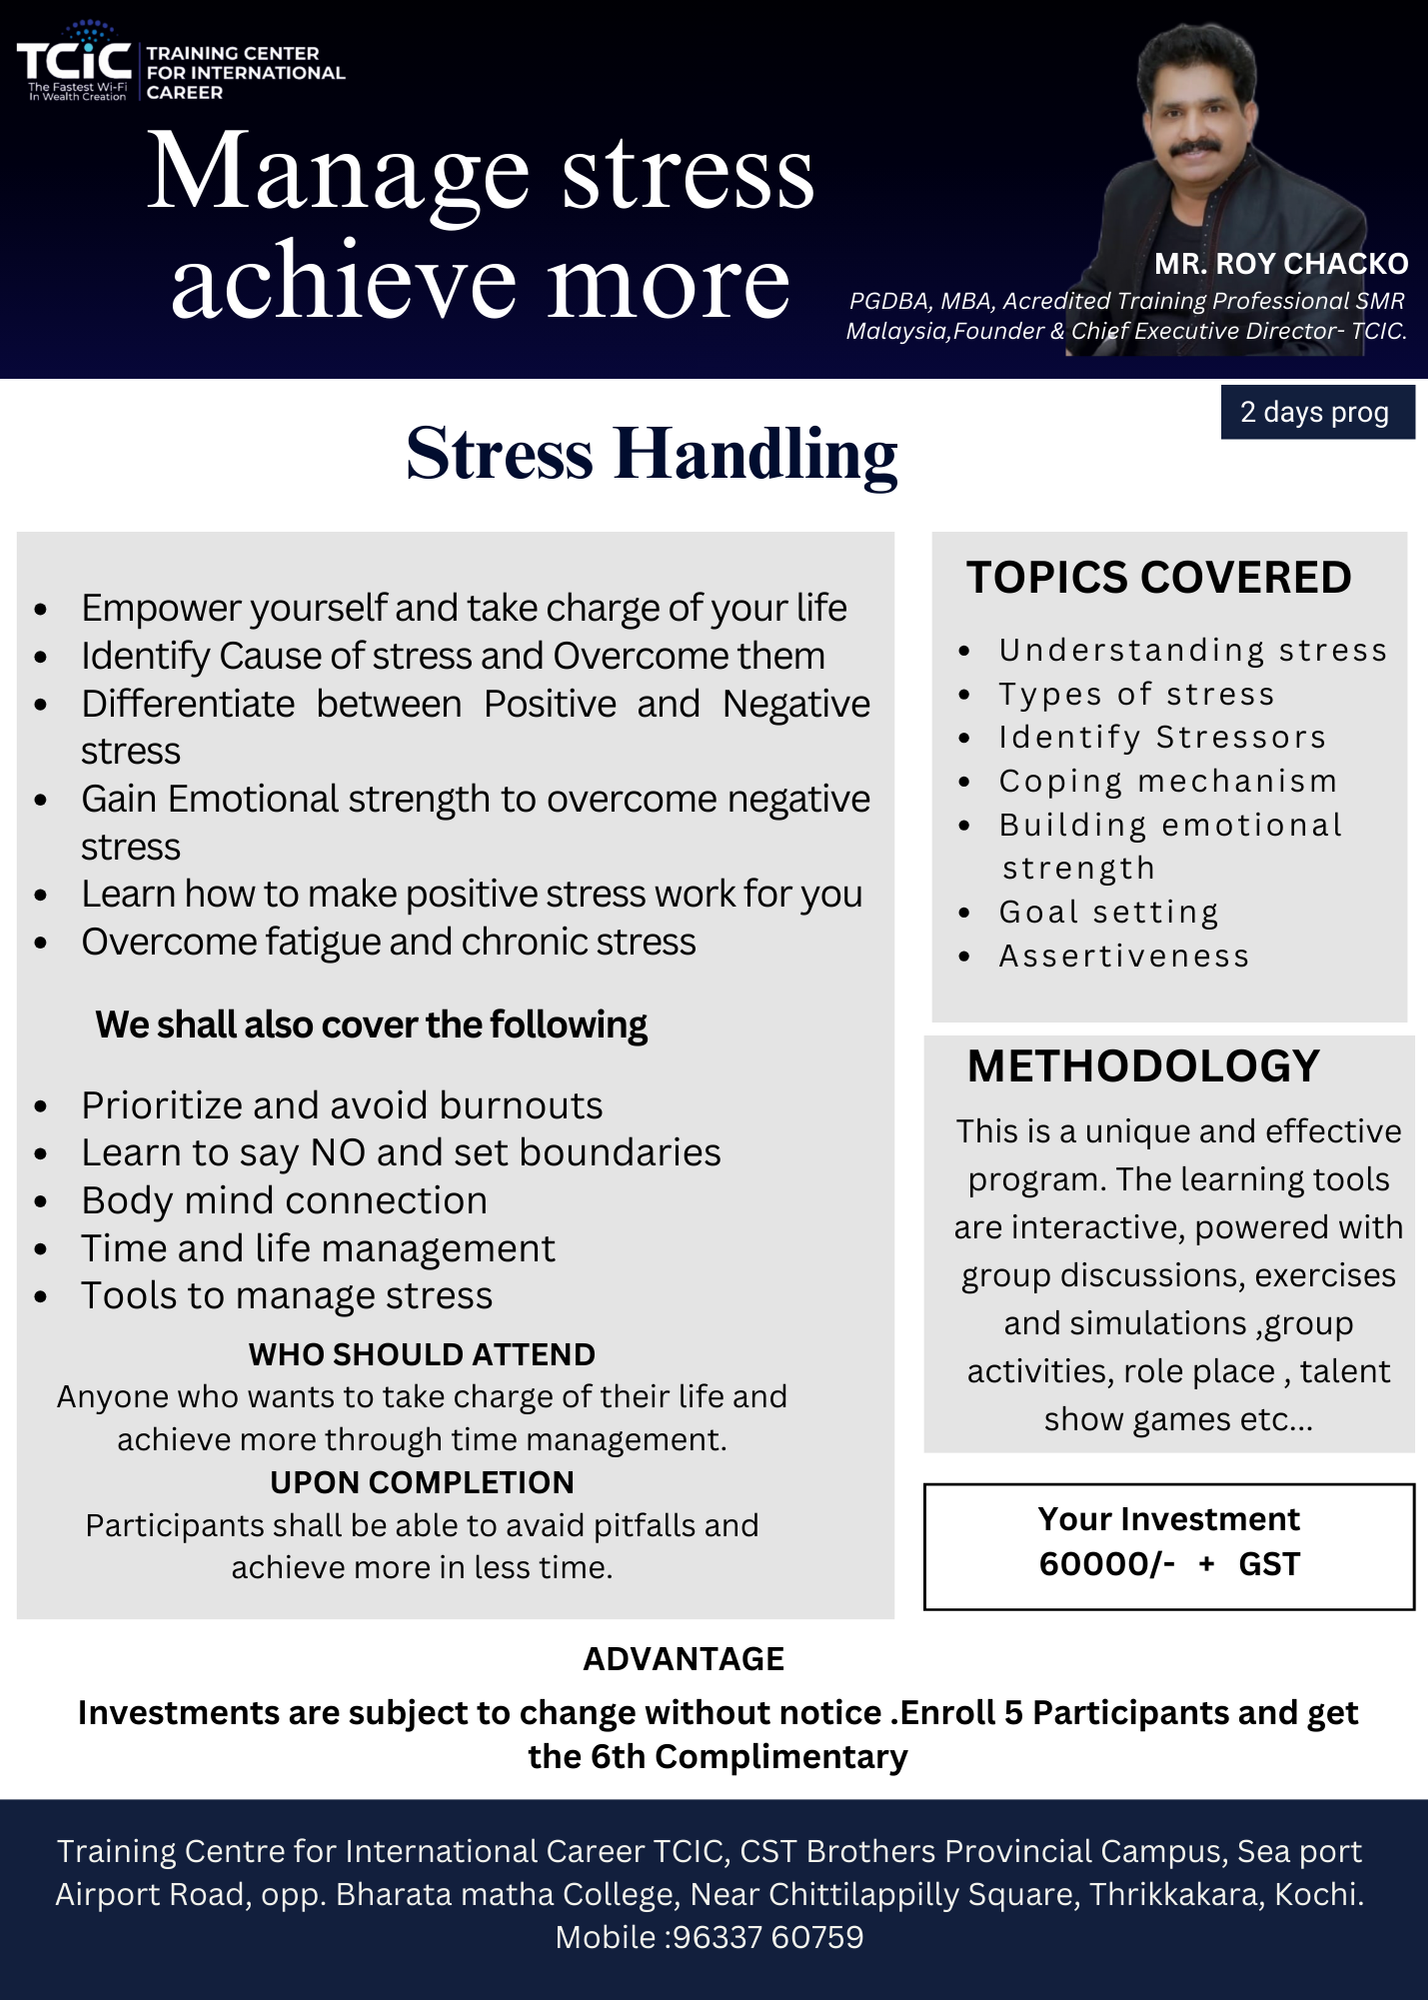 TCiC
The Fastest Wi-Fi
In Wealth Creation
TRAINING CENTER
FOR INTERNATIONAL
CAREER
Manage stress
achieve more
MR. ROY CHACKO
PGDBA, MBA, Acredited Training Professional SMR
Malaysia,Founder & Chief Executive Director- TCIC.
2 days prog
Stress Handling
• Empower yourself and take charge of your life
• Identify Cause of stress and Overcome them
• Differentiate between Positive and Negative
stress
• Gain Emotional strength to overcome negative
stress
• Learn how to make positive stress work for you
• Overcome fatigue and chronic stress
We shall also cover the following
• Prioritize and avoid burnouts
• Learn to say NO and set boundaries
• Body mind connection
• Time and life management
• Tools to manage stress
WHO SHOULD ATTEND
Anyone who wants to take charge of their life and
achieve more through time management.
UPON COMPLETION
Participants shall be able to avaid pitfalls and
achieve more in less time.
TOPICS COVERED
• Understanding stress
• Types of stress
• Identify Stressors
• Coping mechanism
• Building emotional
strength
• Goal setting
• Assertiveness
METHODOLOGY
This is a unique and effective
program. The learning tools
are interactive, powered with
group discussions, exercises
and simulations ,group
activities, role place , talent
show games etc...
Your Investment
60000/- + GST
ADVANTAGE
Investments are subject to change without notice .Enroll 5 Participants and get
the 6th Complimentary
Training Centre for International Career TCIC, CST Brothers Provincial Campus, Sea port
Airport Road, opp. Bharata matha College, Near Chittilappilly Square, Thrikkakara, Kochi.
Mobile :96337 60759